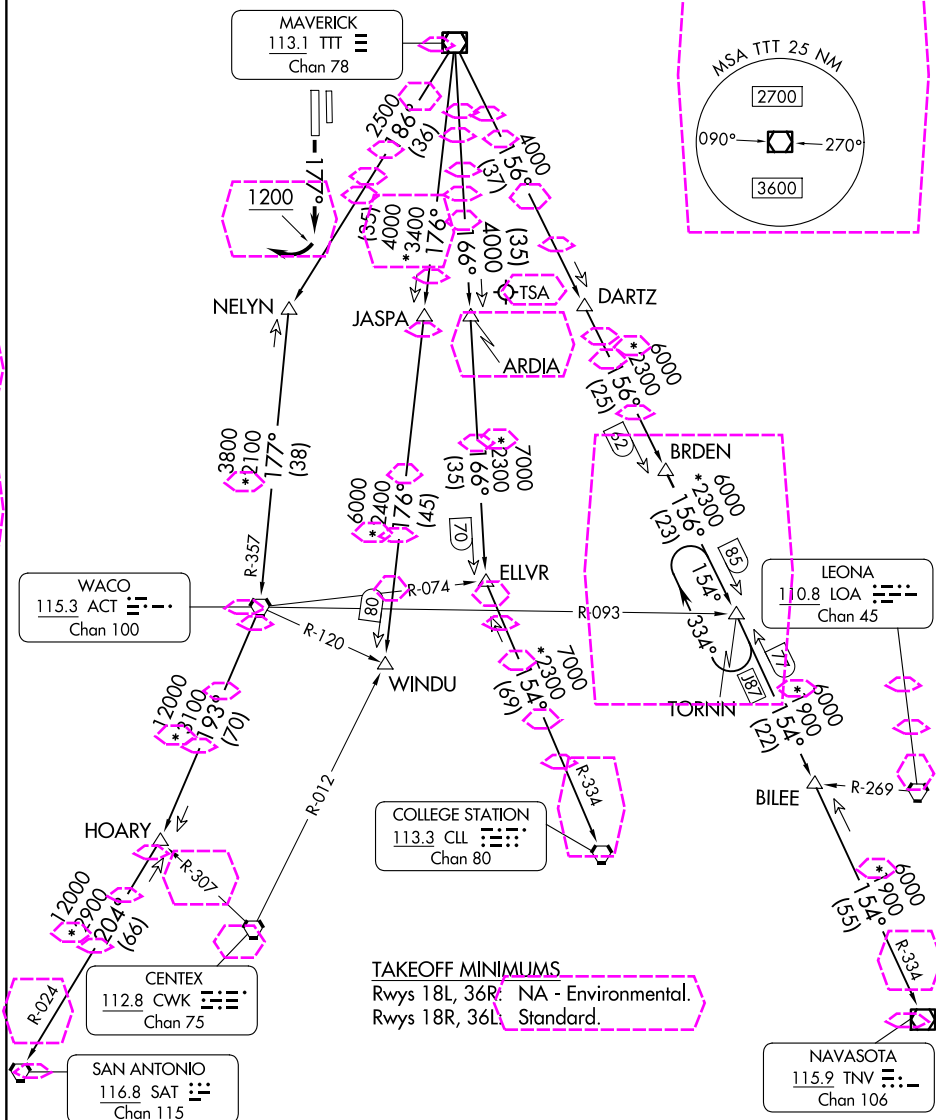 MAVERICK
113.1 TTT
Chan 78
MSA TTT 25 NM
2700
090°
270°
3600
2500
186°
(36)
177°
1200
(35)
4000
*3400
176°
166°
4000
(35)
4000
156°
(37)
TSA
NELYN
JASPA
ARDIA
DARTZ
6000
*2300
156°
(25)
62
BRDEN
3800
*2100
177°
(38)
6000
*2400
176°
(45)
7000
*2300
166°
(35)
70
6000
*2300
156°
(23)
85
R-357
WACO
115.3 ACT
Chan 100
R-074
80
ELLVR
R-093
R-120
WINDU
154°
334°
TORNN
J87
77
LEONA
110.8 LOA
Chan 45
12000
*3100
193°
(70)
7000
*2300
154°
(69)
6000
*1900
154°
(22)
R-012
R-334
BILEE
R-269
HOARY
R-307
COLLEGE STATION
113.3 CLL
Chan 80
12000
*2900
204°
(66)
R-024
6000
*1900
154°
(55)
R-334
CENTEX
112.8 CWK
Chan 75
TAKEOFF MINIMUMS
Rwys 18L, 36R: NA - Environmental.
Rwys 18R, 36L: Standard.
SAN ANTONIO
116.8 SAT
Chan 115
NAVASOTA
115.9 TNV
Chan 106